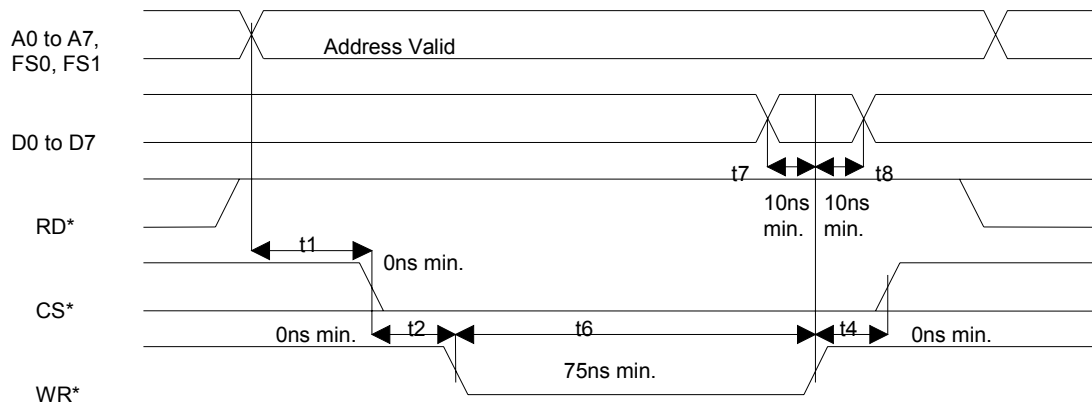 A0 to A7,
FS0, FS1
Address Valid
D0 to D7
t7
t8
10ns
min.
10ns
min.
RD*
t1
0ns min.
CS*
0ns min.
t2
t6
t4
0ns min.
75ns min.
WR*